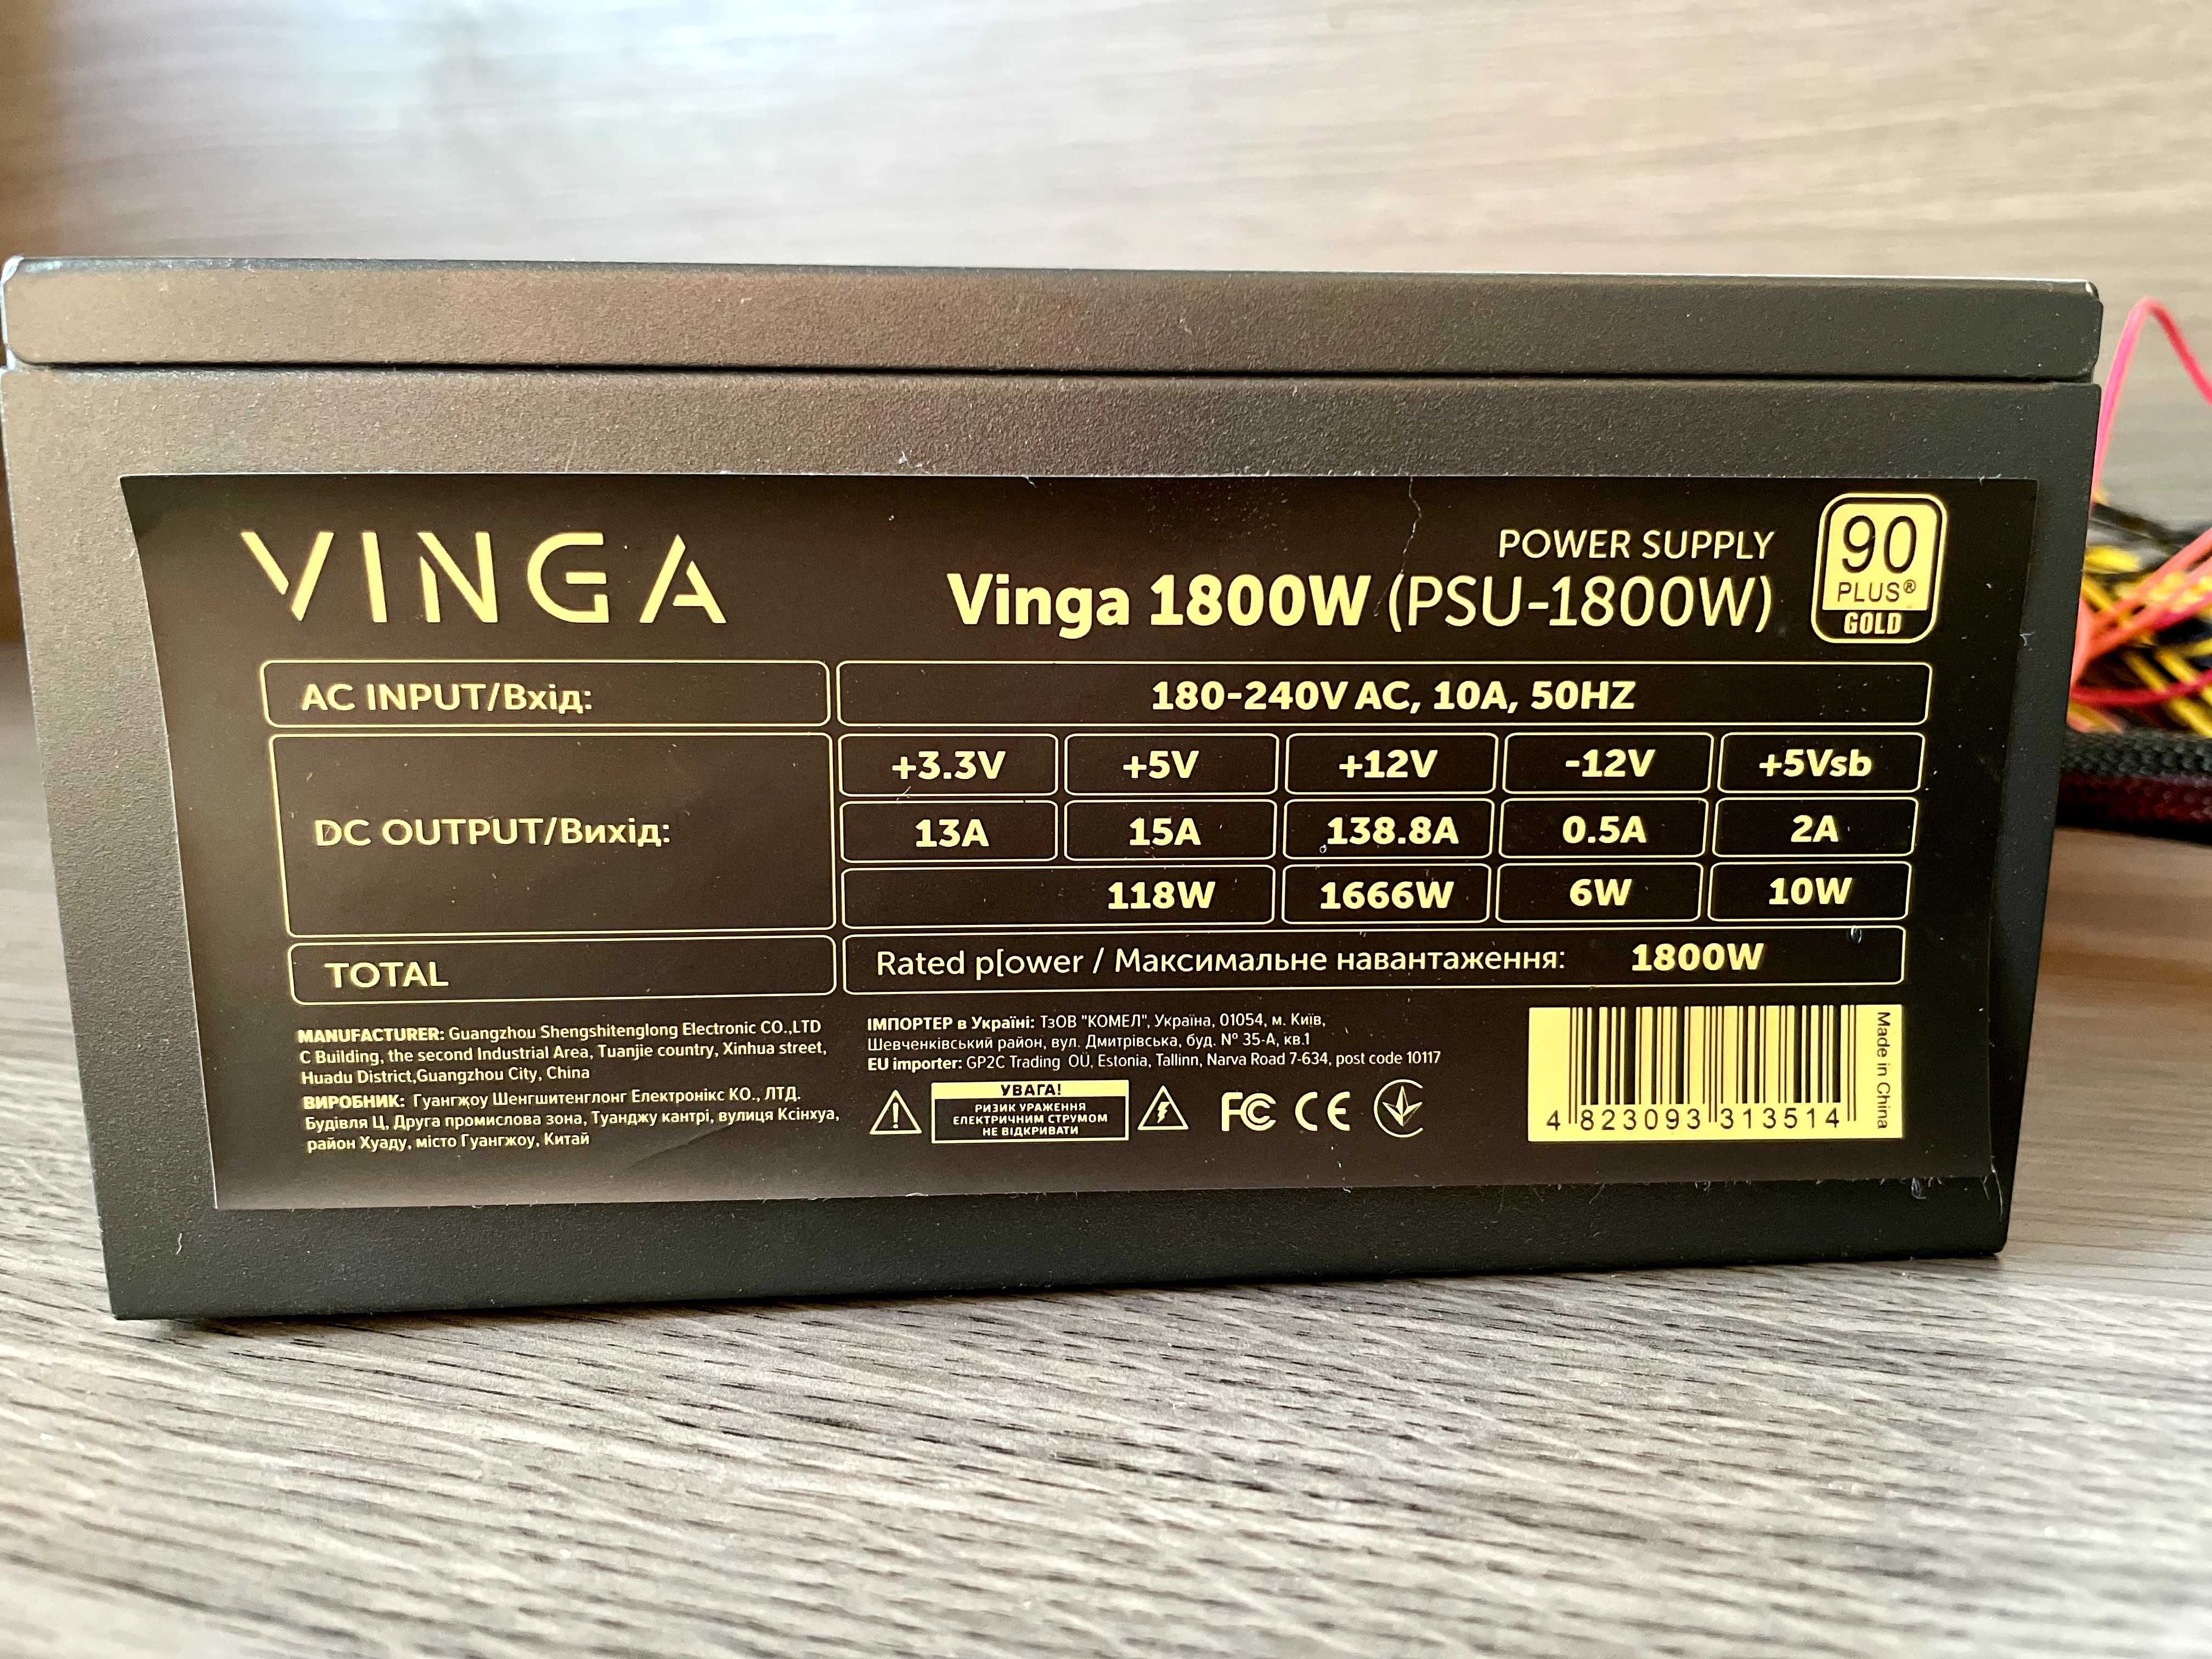 VINGA
POWER SUPPLY
Vinga 1800W (PSU-1800W)
90
PLUS®
GOLD
AC INPUT/Вхід:
180-240V AC, 10A, 50HZ
DC OUTPUT/Вихід:
+3.3V +5V +12V -12V +5Vsb
13A 15A 138.8A 0.5A 2A
118W 1666W 6W 10W
TOTAL
Rated p[ower / Максимальне навантаження: 1800W
MANUFACTURER: Guangzhou Shengshitenglong Electronic CO.,LTD
C Building, the second Industrial Area, Tuanjie country, Xinhua street,
Huadu District,Guangzhou City, China
ВИРОБНИК: Гуангжоу Шенгшитенглонг Електронікс КО., ЛТД.
Будівля Ц, Друга промислова зона, Туанджу кантрі, вулиця Ксінхуа,
район Хуаду, місто Гуангжоу, Китай
ІМПОРТЕР в Україні: ТзОВ "КОМЕЛ", Україна, 01054, м. Київ,
Шевченківський район, вул. Дмитрівська, буд. № 35-А, кв.1
EU importer: GP2C Trading OÜ, Estonia, Tallinn, Narva Road 7-634, post code 10117
УВАГА!
РИЗИК УРАЖЕННЯ
ЕЛЕКТРИЧНИМ СТРУМОМ
НЕ ВІДКРИВАТИ
FC CE
4 823093 313514
Made in China